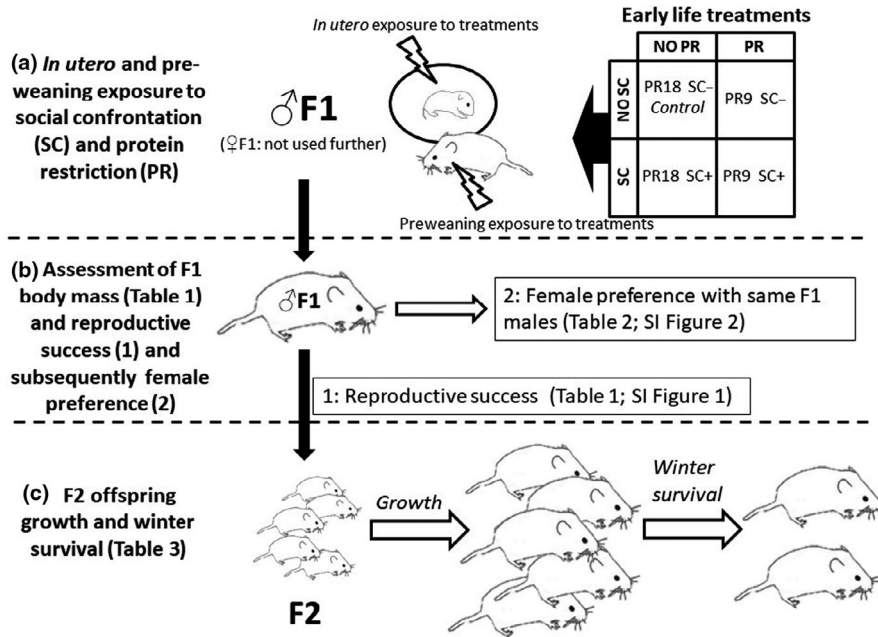 Early life treatments
In utero exposure to treatments
NO PR
PR
(a) In utero and pre-
weaning exposure to
social confrontation
(SC) and protein
restriction (PR)
♂F1
(♀F1: not used further)
NO SC
PR18 SC–
Control
PR9 SC–
SC
PR18 SC+
PR9 SC+
Preweaning exposure to treatments
(b) Assessment of F1
body mass (Table 1)
and reproductive
success (1) and
subsequently female
preference (2)
♂F1
2: Female preference with same F1
males (Table 2; SI Figure 2)
1: Reproductive success (Table 1; SI Figure 1)
(c) F2 offspring
growth and winter
survival (Table 3)
Growth
Winter
survival
F2